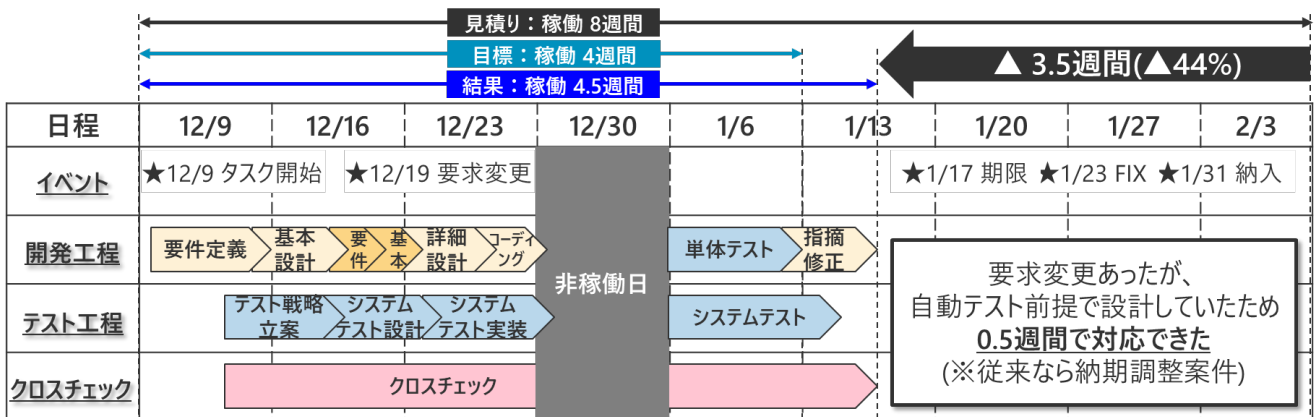 見積り：稼働 8週間
目標：稼働 4週間
結果：稼働 4.5週間
▲ 3.5週間(▲44%)
日程
12/9
12/16
12/23
12/30
1/6
1/13
1/20
1/27
2/3
イベント
★12/9 タスク開始
★12/19 要求変更
★1/17 期限 ★1/23 FIX ★1/31 納入
開発工程
要件定義
基本
設計
要
件
基
本
詳細
設計
コーディ
ング
単体テスト
指摘
修正
非稼働日
テスト工程
テスト戦略
立案
システム
テスト設計
システム
テスト実装
システムテスト
クロスチェック
クロスチェック
要求変更あったが、
自動テスト前提で設計していたため
0.5週間で対応できた
(※従来なら納期調整案件)